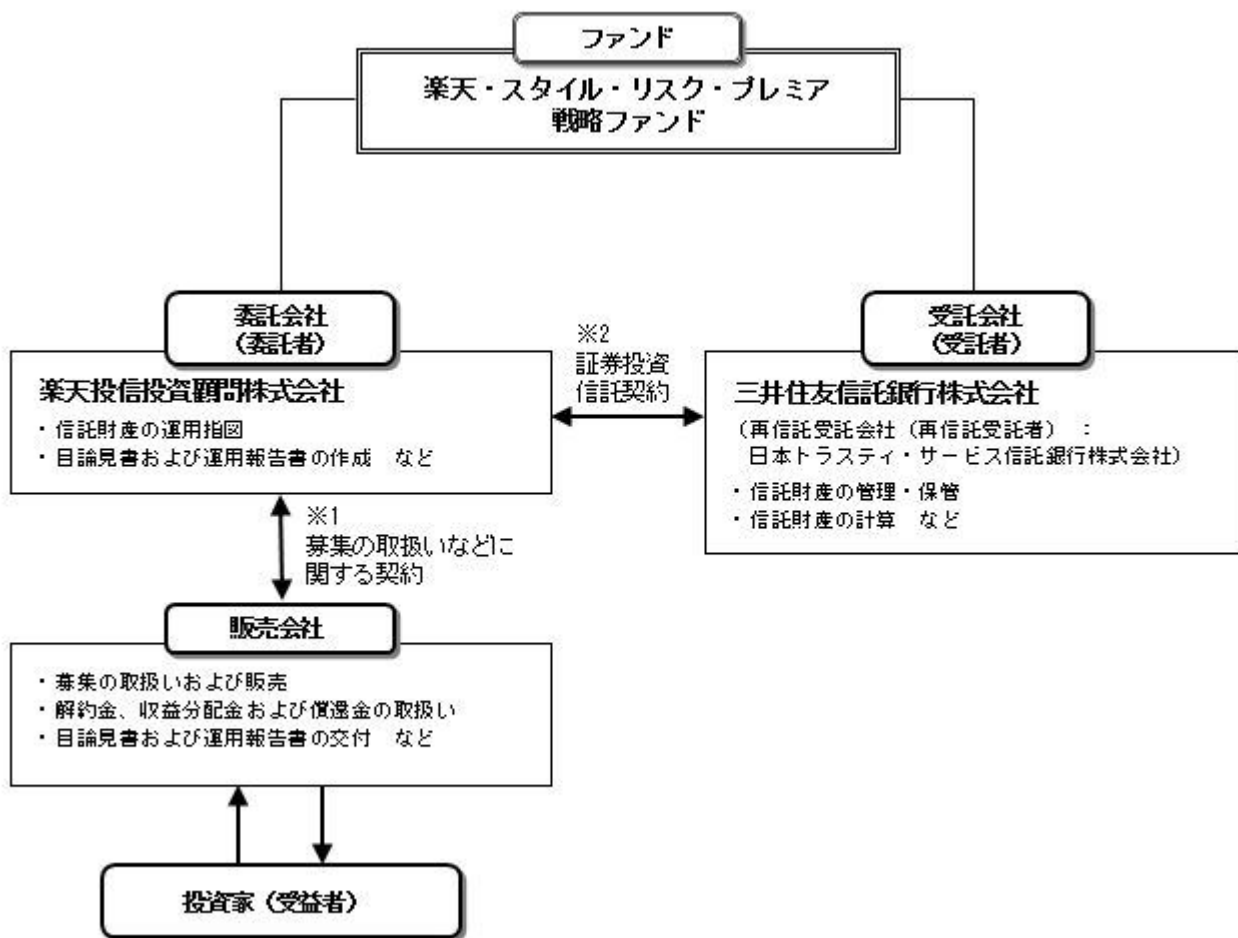 ファンド
楽天・スタイル・リスク・プレミア
戦略ファンド
委託会社
(委託者)
楽天投信投資顧問株式会社
・信託財産の運用指図
・目論見書および運用報告書の作成　など
※2
証券投資
信託契約
受託会社
(受託者)
三井住友信託銀行株式会社
(再信託受託会社（再信託受託者）：
日本トラスティ・サービス信託銀行株式会社)
・信託財産の管理・保管
・信託財産の計算　など
※1
募集の取扱いなどに
関する契約
販売会社
・募集の取扱いおよび販売
・解約金、収益分配金および償還金の取扱い
・目論見書および運用報告書の交付　など
投資家（受益者）